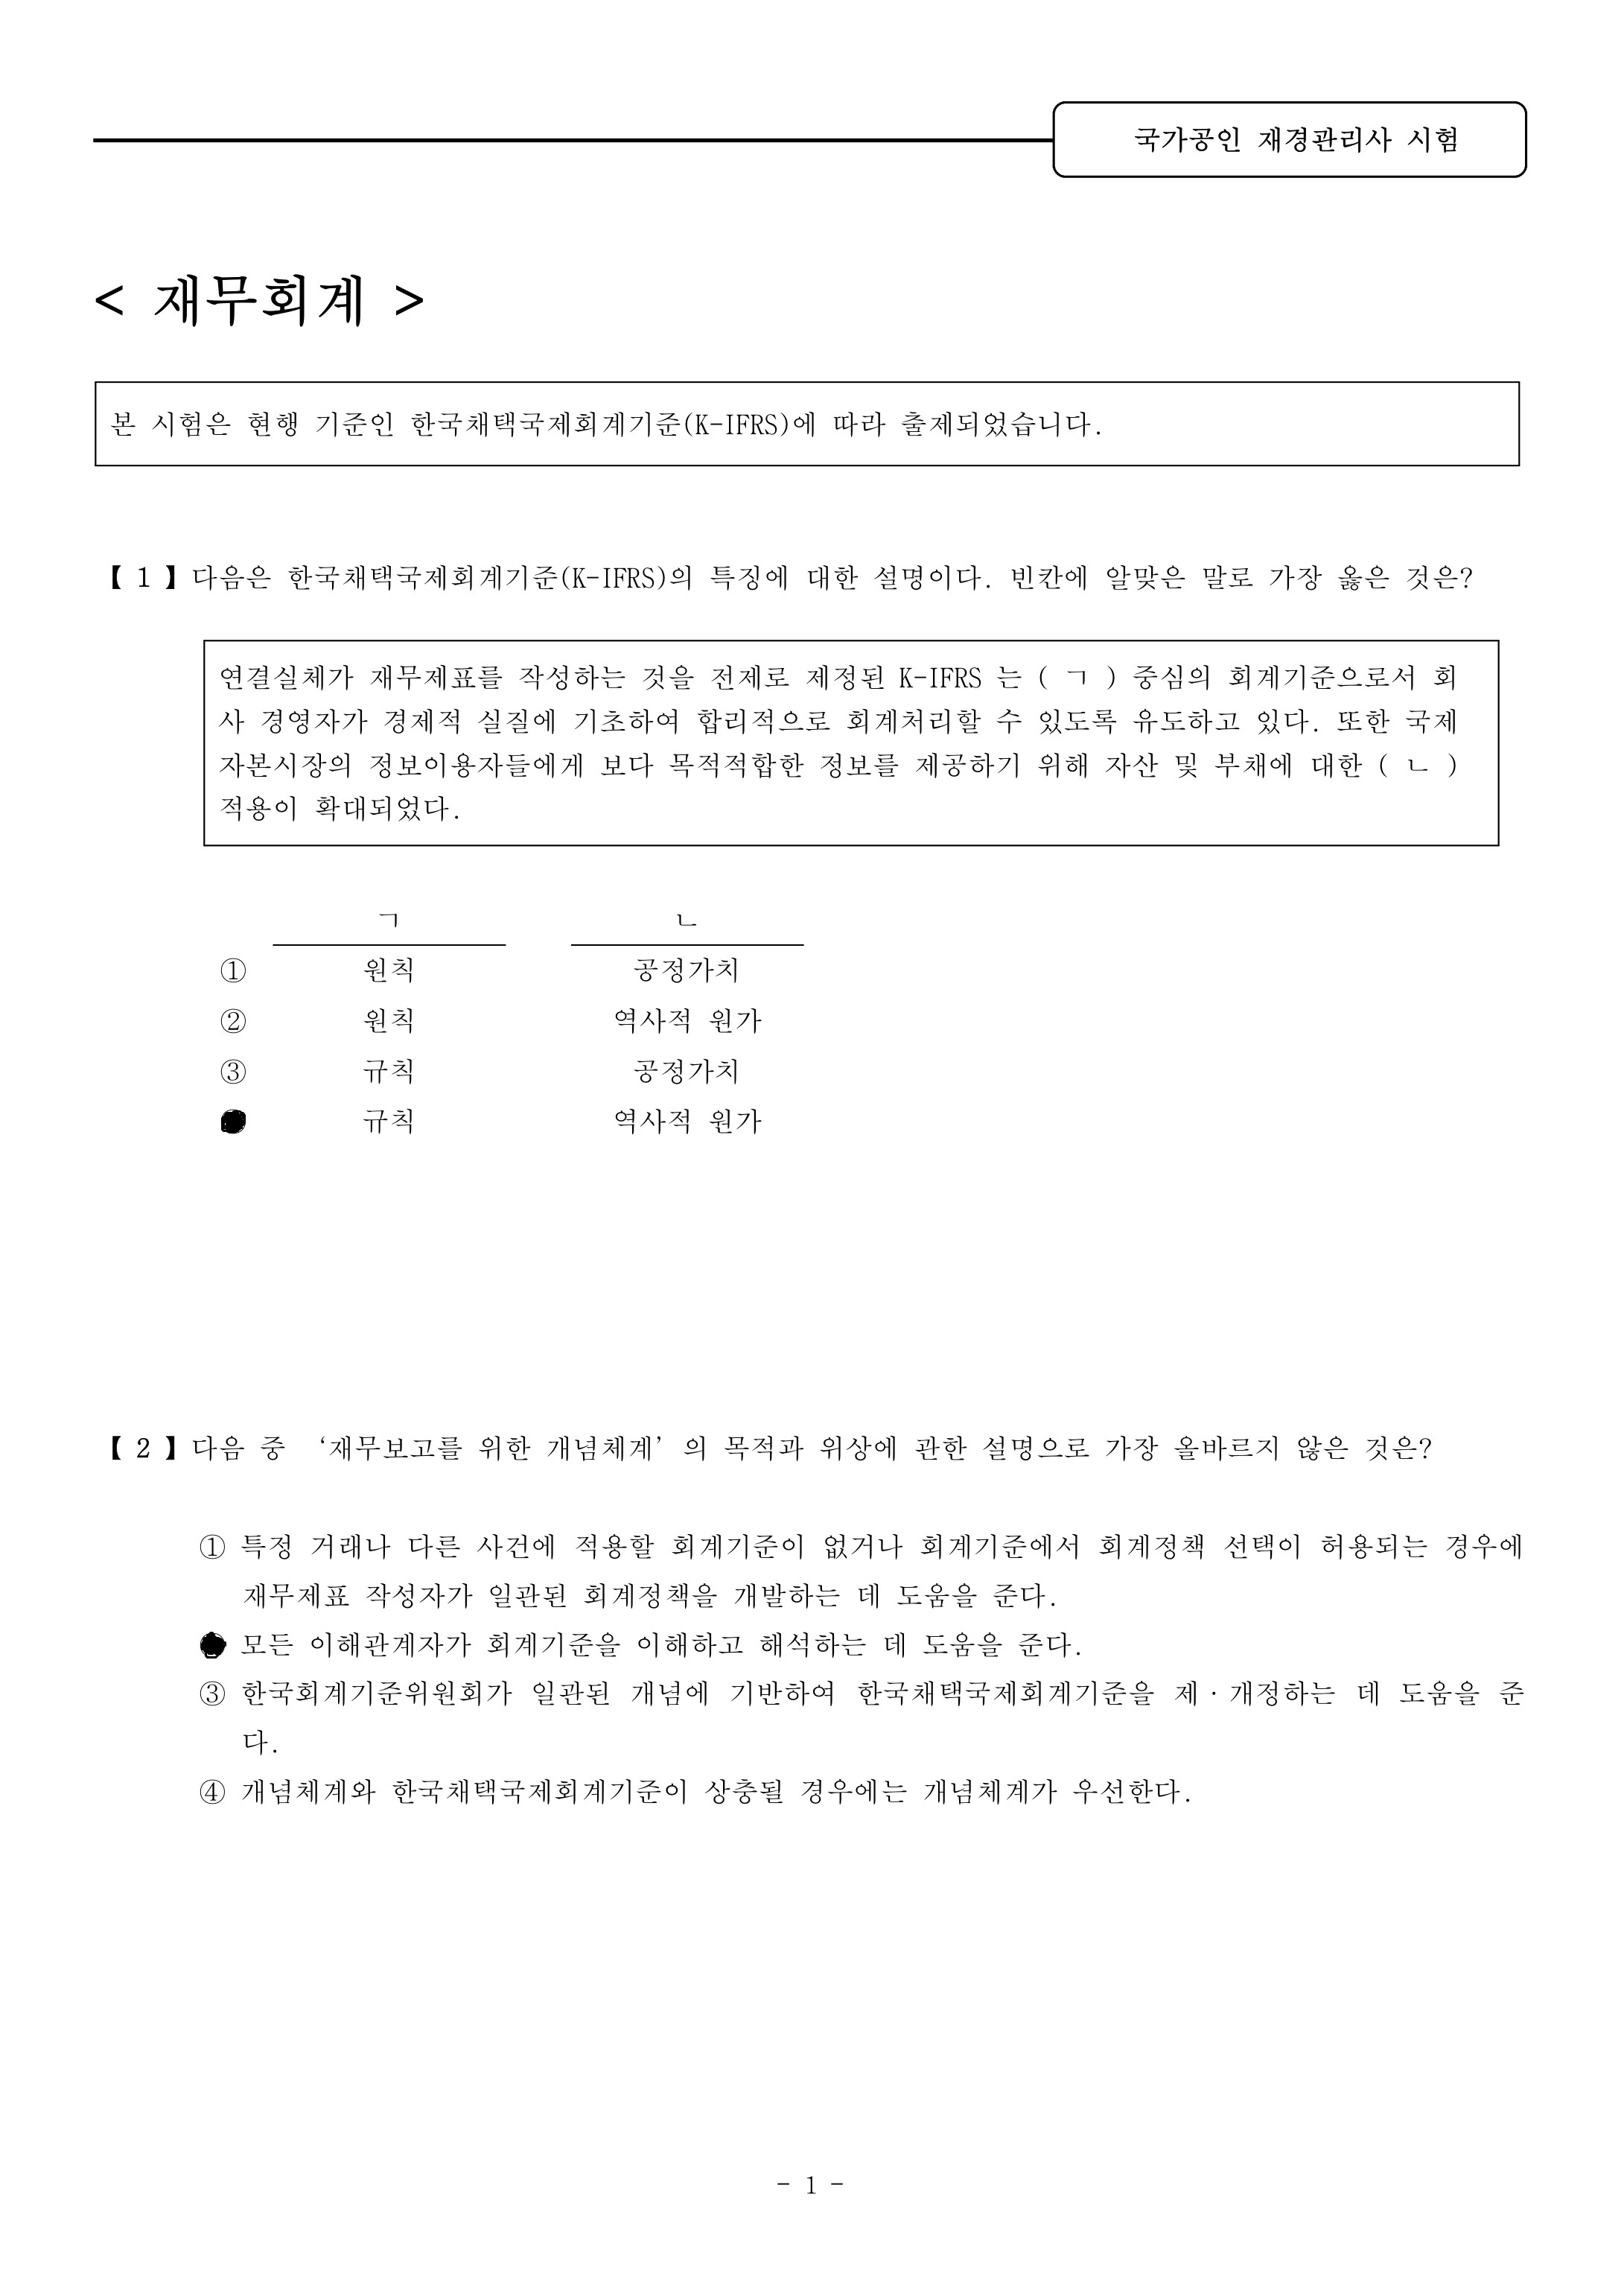 국가공인 재경관리사 시험
< 재무회계 >
본 시험은 현행 기준인 한국채택국제회계기준(K-IFRS)에 따라 출제되었습니다.
【 1 】 다음은 한국채택국제회계기준(K-IFRS)의 특징에 대한 설명이다. 빈칸에 알맞은 말로 가장 옳은 것은?
연결실체가 재무제표를 작성하는 것을 전제로 제정된 K-IFRS 는 ( ㄱ ) 중심의 회계기준으로서 회
사 경영자가 경제적 실질에 기초하여 합리적으로 회계처리할 수 있도록 유도하고 있다. 또한 국제
자본시장의 정보이용자들에게 보다 목적적합한 정보를 제공하기 위해 자산 및 부채에 대한 ( ㄴ )
적용이 확대되었다.
ㄱ ㄴ
① 원칙 공정가치
② 원칙 역사적 원가
③ 규칙 공정가치
규칙 역사적 원가
【 2 】 다음 중 ‘재무보고를 위한 개념체계’의 목적과 위상에 관한 설명으로 가장 올바르지 않은 것은?
① 특정 거래나 다른 사건에 적용할 회계기준이 없거나 회계기준에서 회계정책 선택이 허용되는 경우에
재무제표 작성자가 일관된 회계정책을 개발하는 데 도움을 준다.
모든 이해관계자가 회계기준을 이해하고 해석하는 데 도움을 준다.
③ 한국회계기준위원회가 일관된 개념에 기반하여 한국채택국제회계기준을 제·개정하는 데 도움을 준
다.
④ 개념체계와 한국채택국제회계기준이 상충될 경우에는 개념체계가 우선한다.
- 1 -